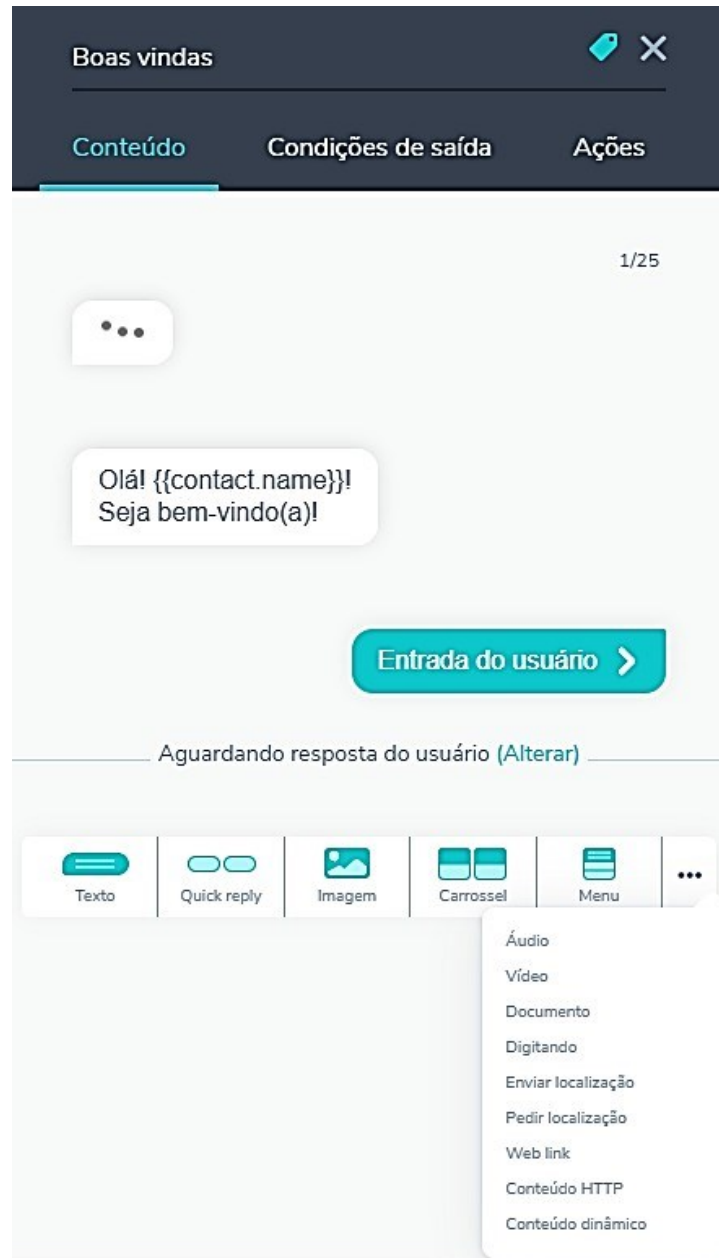 Boas vindas
Conteúdo Condições de saída Ações
1/25
Olá! {{contact.name}}!
Seja bem-vindo(a)!
Entrada do usuário
Aguardando resposta do usuário (Alterar)
Texto Quick reply Imagem Carrossel Menu
Áudio
Vídeo
Documento
Digitando
Enviar localização
Pedir localização
Web link
Conteúdo HTTP
Conteúdo dinâmico